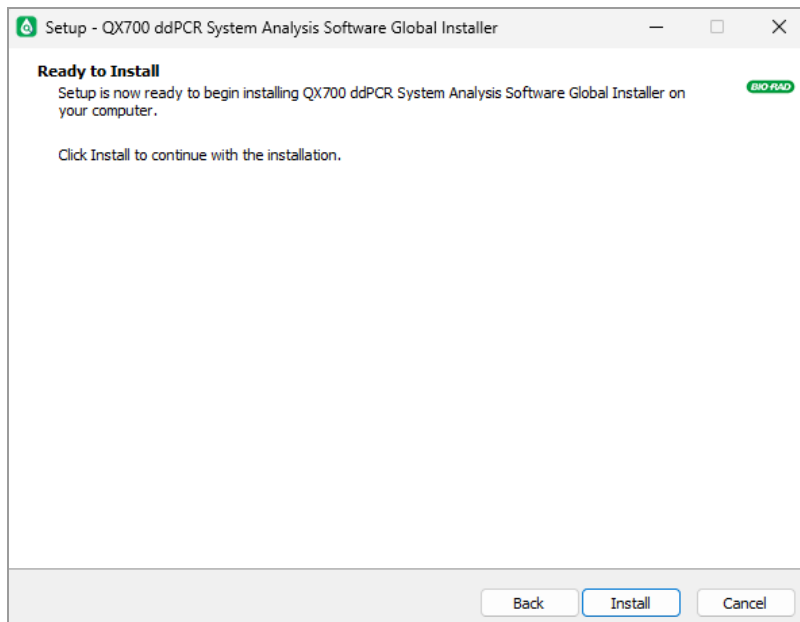 Setup - QX700 ddPCR System Analysis Software Global Installer
Ready to Install
Setup is now ready to begin installing QX700 ddPCR System Analysis Software Global Installer on
your computer.
BIO-RAD
Click Install to continue with the installation.
Back
Install
Cancel